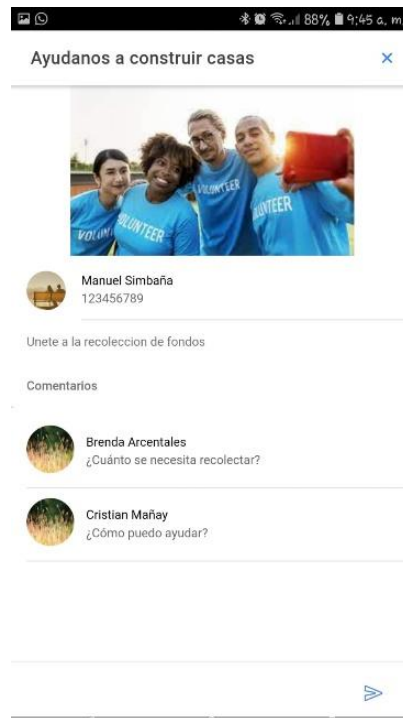 88% 9:45 a. m
Ayudanos a construir casas
VOLUNTEER
VOLUNTEER
Manuel Simbaña
123456789
Unete a la recoleccion de fondos
Comentarios
Brenda Arcentales
¿Cuánto se necesita recolectar?
Cristian Mañay
¿Cómo puedo ayudar?